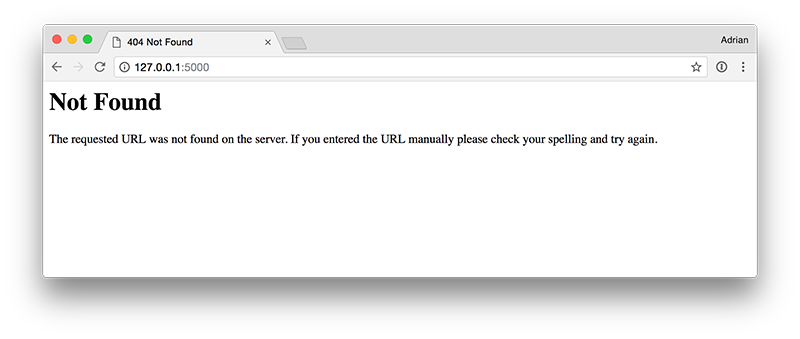 404 Not Found
Adrian
127.0.0.1:5000
Not Found
The requested URL was not found on the server. If you entered the URL manually please check your spelling and try again.